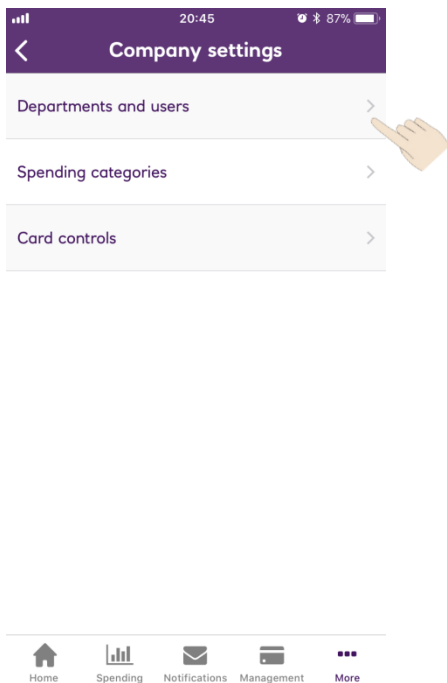 20:45
87%
Company settings
Departments and users
Spending categories
Card controls
Home Spending Notifications Management More